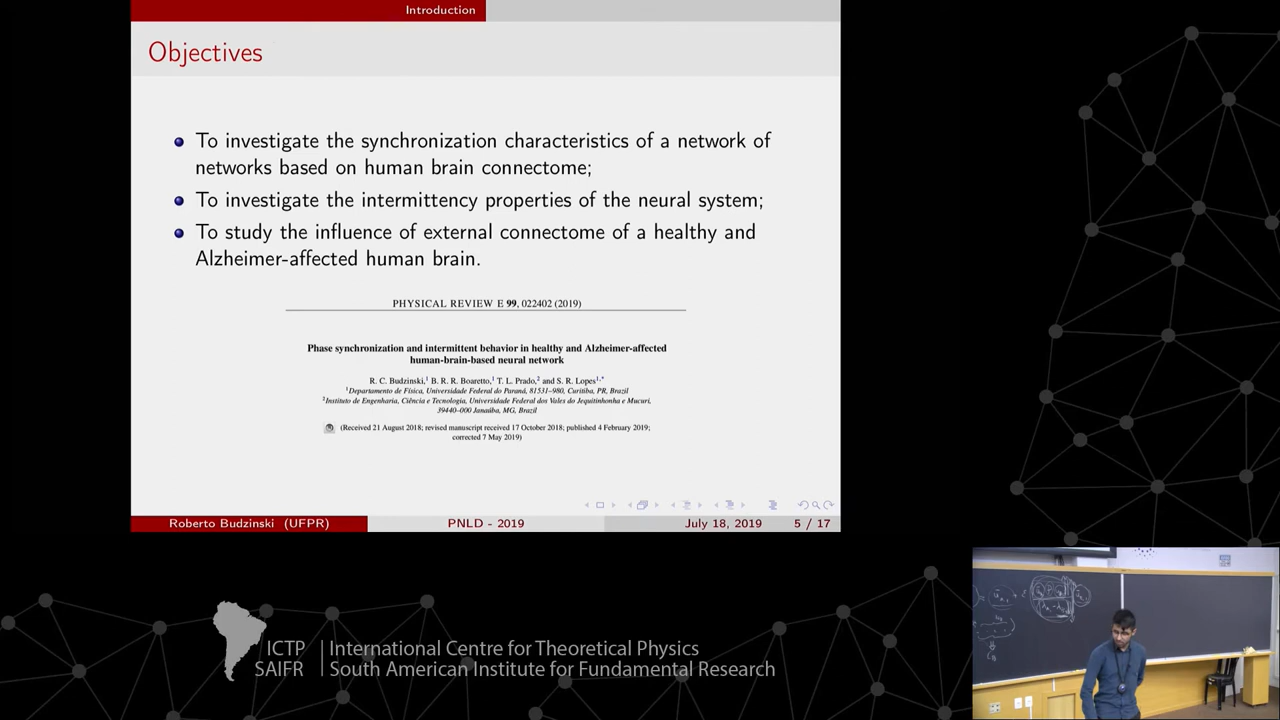 Introduction
Objectives
To investigate the synchronization characteristics of a network of
networks based on human brain connectome;
To investigate the intermittency properties of the neural system;
To study the influence of external connectome of a healthy and
Alzheimer-affected human brain.
PHYSICAL REVIEW E 99, 022402 (2019)
Phase synchronization and intermittent behavior in healthy and Alzheimer-affected
human-brain-based neural network
R. C. Budzinski,1 B. R. R. Boaretto,1 T. L. Prado,2 and S. R. Lopes1,*
1Departamento de Física, Universidade Federal do Paraná, 81531–980, Curitiba, PR, Brazil
2Instituto de Engenharia, Ciência e Tecnologia, Universidade Federal dos Vales do Jequitinhonha e Mucuri,
39440–000 Janaúba, MG, Brazil
(Received 21 August 2018; revised manuscript received 17 October 2018; published 4 February 2019;
corrected 7 May 2019)
Roberto Budzinski (UFPR) PNLD - 2019 July 18, 2019 5 / 17
ICTP International Centre for Theoretical Physics
SAIFR South American Institute for Fundamental Research